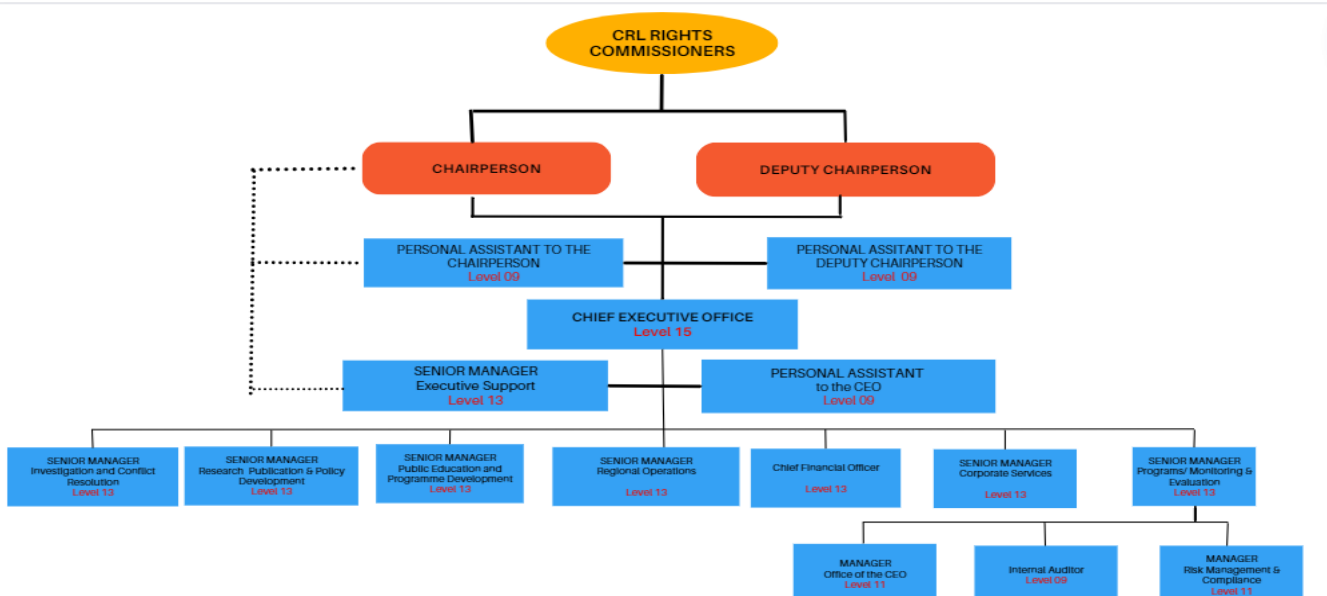 CRL RIGHTS
COMMISSIONERS
CHAIRPERSON
DEPUTY CHAIRPERSON
PERSONAL ASSISTANT TO THE
CHAIRPERSON
Level 09
PERSONAL ASSITANT TO THE
DEPUTY CHAIRPERSON
Level 09
CHIEF EXECUTIVE OFFICE
Level 15
SENIOR MANAGER
Executive Support
Level 13
PERSONAL ASSISTANT
to the CEO
Level 09
SENIOR MANAGER
Investigation and Conflict
Resolution
Level 13
SENIOR MANAGER
Research Publication & Policy
Development
Level 13
SENIOR MANAGER
Public Education and
Programme Development
Level 13
SENIOR MANAGER
Regional Operations
Level 13
Chief Financial Officer
Level 13
SENIOR MANAGER
Corporate Services
Level 13
SENIOR MANAGER
Programs/ Monitoring &
Evaluation
Level 13
MANAGER
Office of the CEO
Level 11
Internal Auditor
Level 09
MANAGER
Risk Management &
Compliance
Level 11